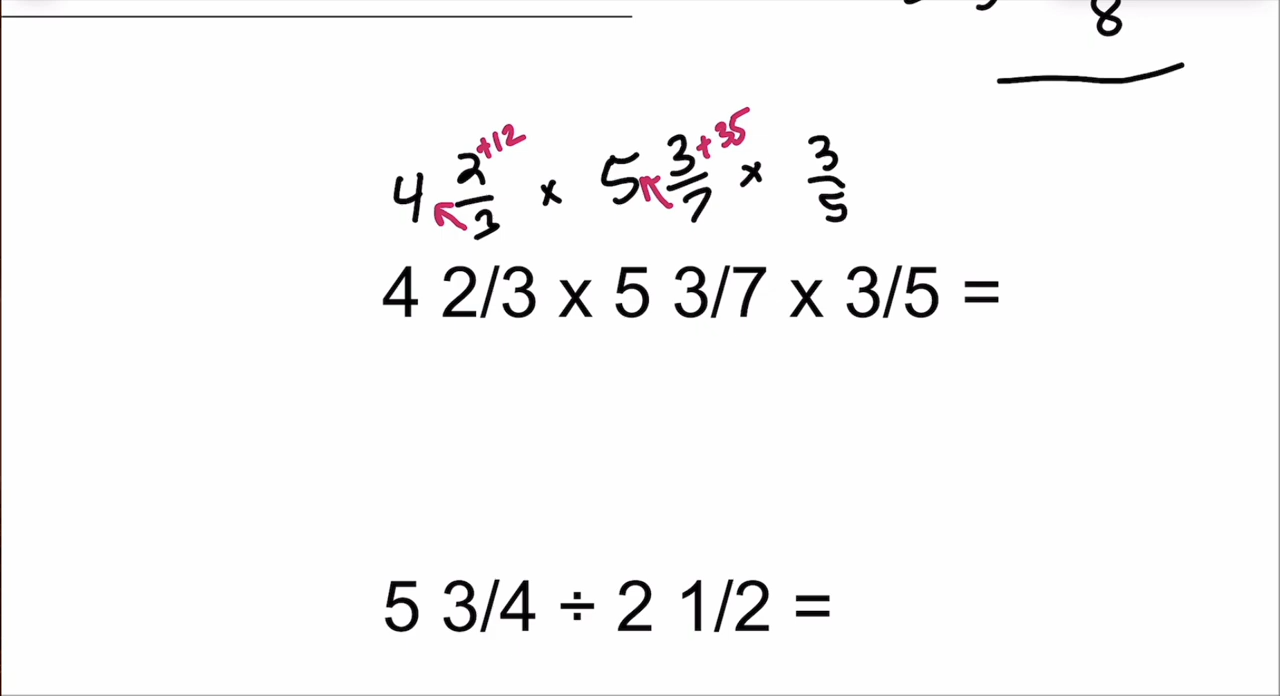 8
4 2/3 +12 x 5 3/7 +35 x 3/5
4 2/3 x 5 3/7 x 3/5 =
5 3/4 ÷ 2 1/2 =